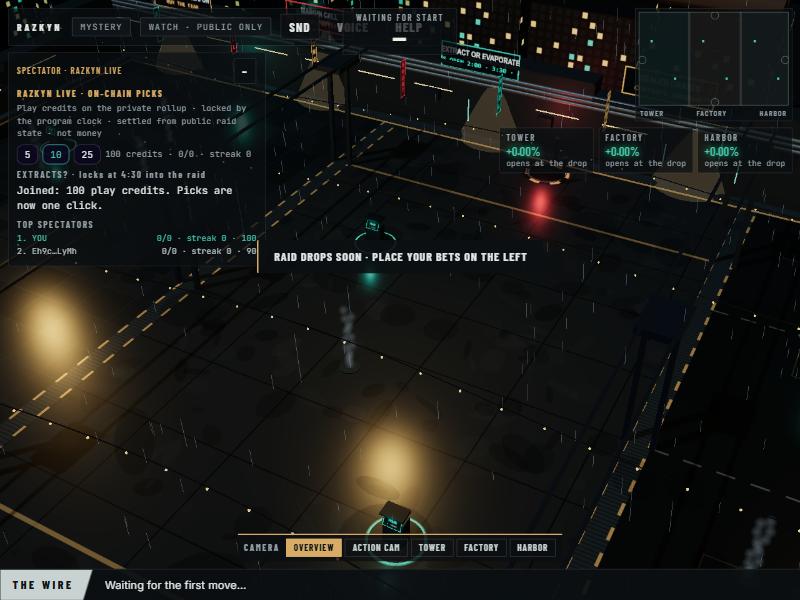 RAZKYN MYSTERY WATCH · PUBLIC ONLY SND VOICE HELP
WAITING FOR START
SPECTATOR · RAZKYN LIVE -
RAZKYN LIVE · ON-CHAIN PICKS
Play credits on the private rollup · locked by
the program clock · settled from public raid
state · not money
5 10 25 100 credits · 0/0 · streak 0
EXTRACTS? · locks at 4:30 into the raid
Joined: 100 play credits. Picks are
now one click.
TOP SPECTATORS
1. YOU 0/0 · streak 0 · 100
2. Eh9c…LyMh 0/0 · streak 0 · 90
EXTRACT OR EVAPORATE
2:00 · 3:30 ·
TOWER FACTORY HARBOR
TOWER
+0.00%
opens at the drop
FACTORY
+0.00%
opens at the drop
HARBOR
+0.00%
opens at the drop
RAID DROPS SOON · PLACE YOUR BETS ON THE LEFT
CAMERA OVERVIEW ACTION CAM TOWER FACTORY HARBOR
THE WIRE Waiting for the first move...